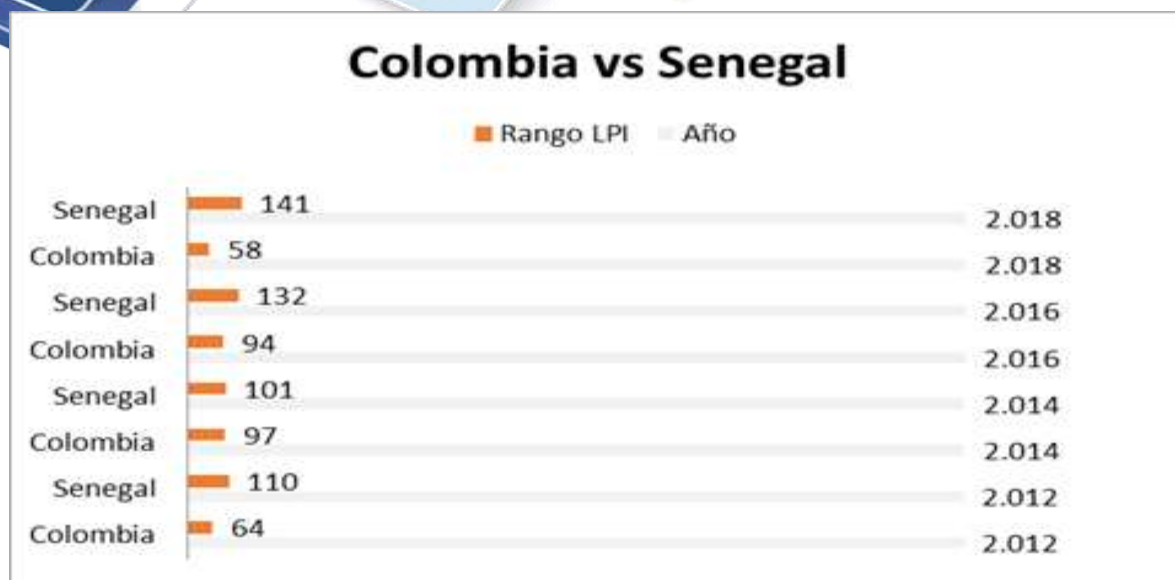 Colombia vs Senegal
Rango LPI Año
Senegal 141 2.018
Colombia 58 2.018
Senegal 132 2.016
Colombia 94 2.016
Senegal 101 2.014
Colombia 97 2.014
Senegal 110 2.012
Colombia 64 2.012